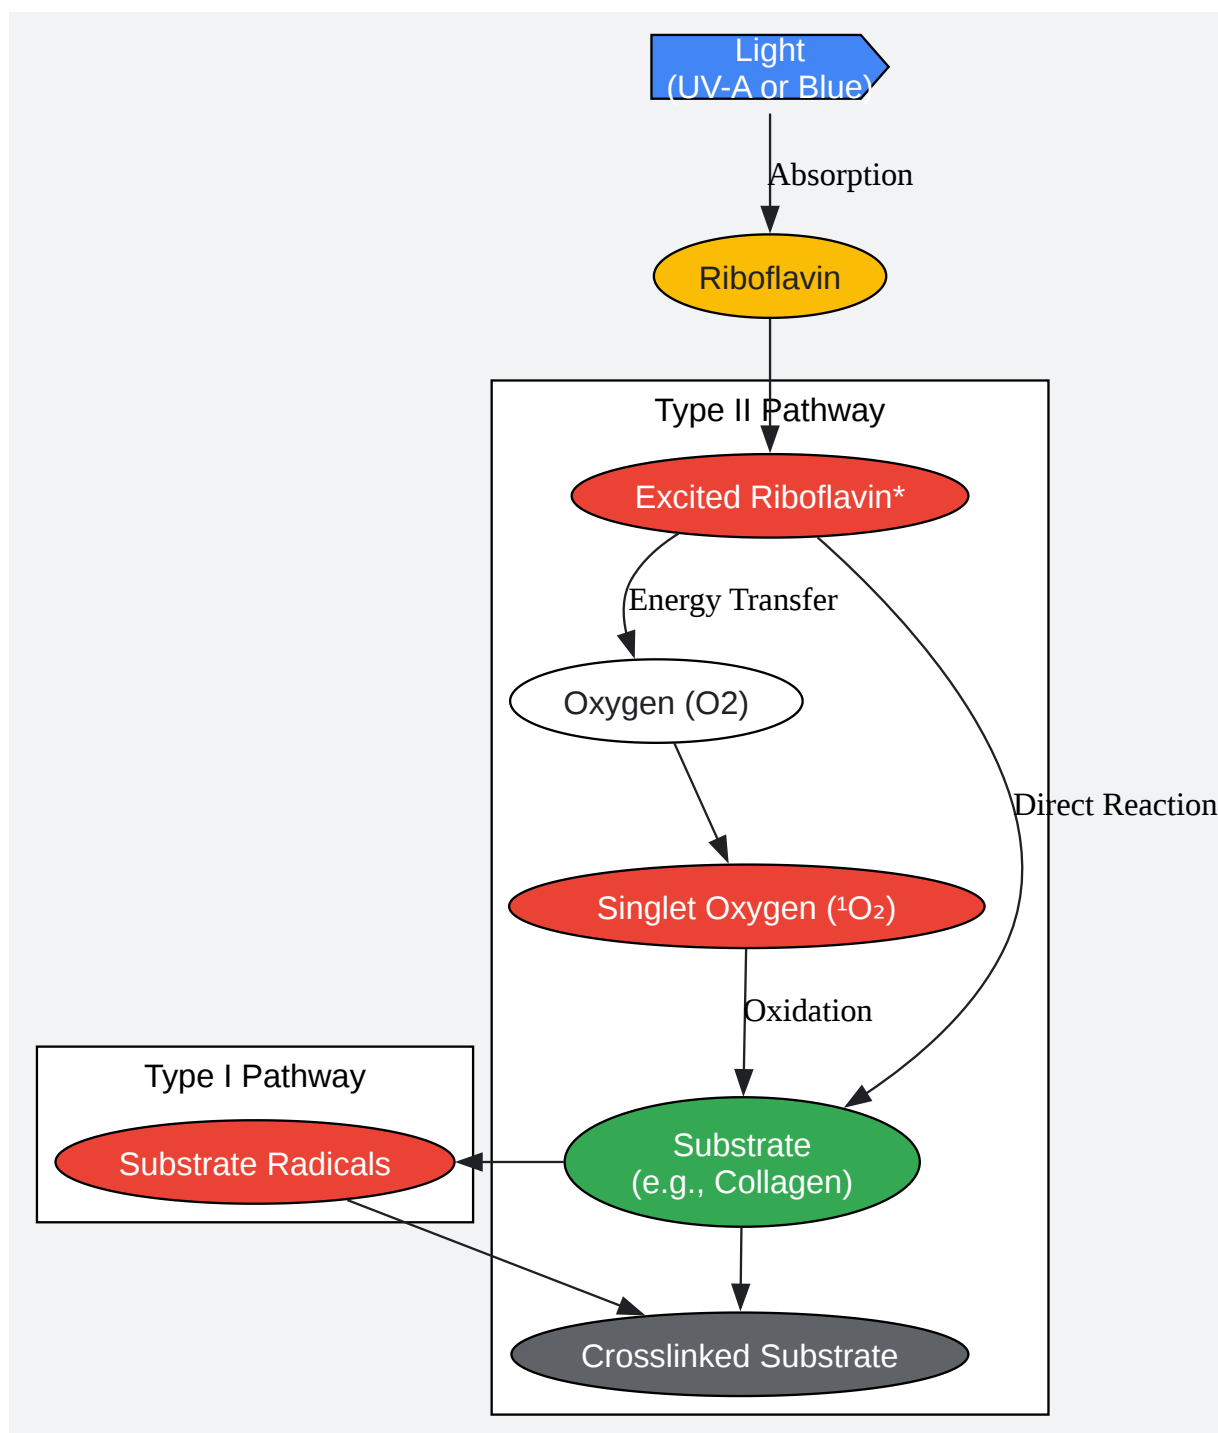 Light
(UV-A or Blue)
Absorption
Riboflavin
Type II Pathway
Excited Riboflavin*
Energy Transfer
Oxygen (O2)
Direct Reaction
Singlet Oxygen (¹O₂)
Oxidation
Type I Pathway
Substrate Radicals
Substrate
(e.g., Collagen)
Crosslinked Substrate